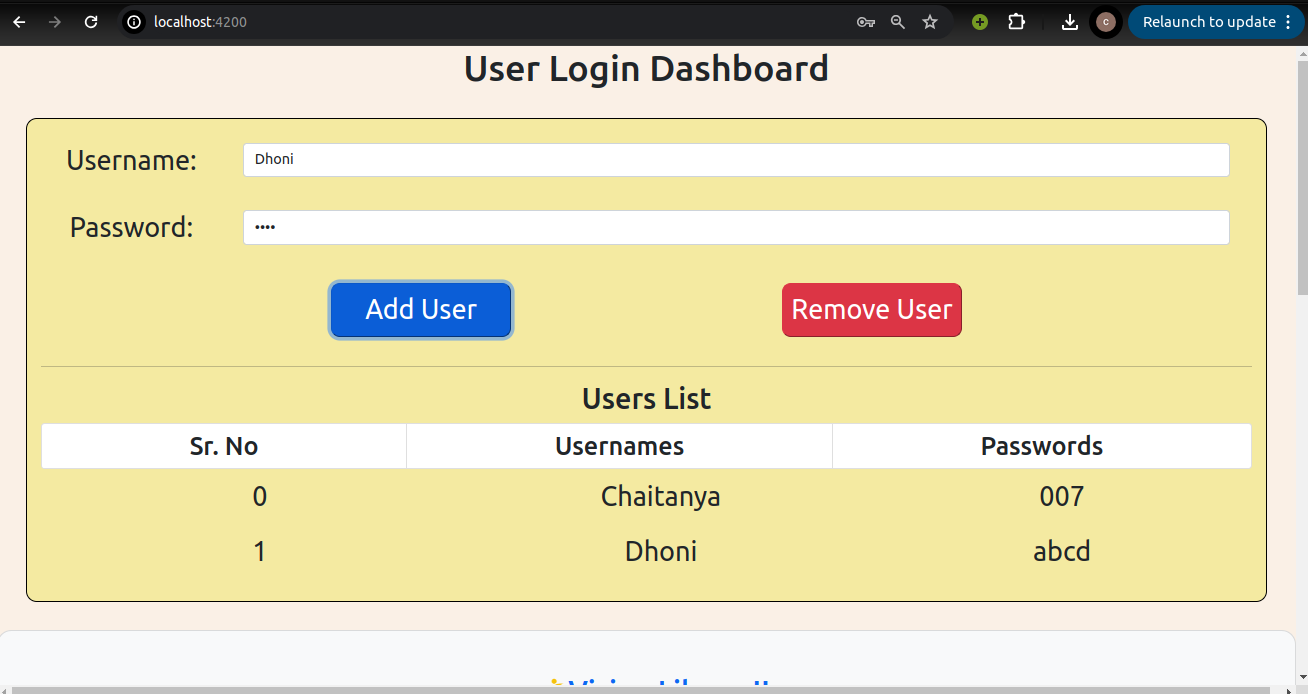 localhost:4200
C
Relaunch to update
User Login Dashboard
Username: Dhoni
Password: ••••
Add User Remove User
Users List
Sr. No Usernames Passwords
0 Chaitanya 007
1 Dhoni abcd